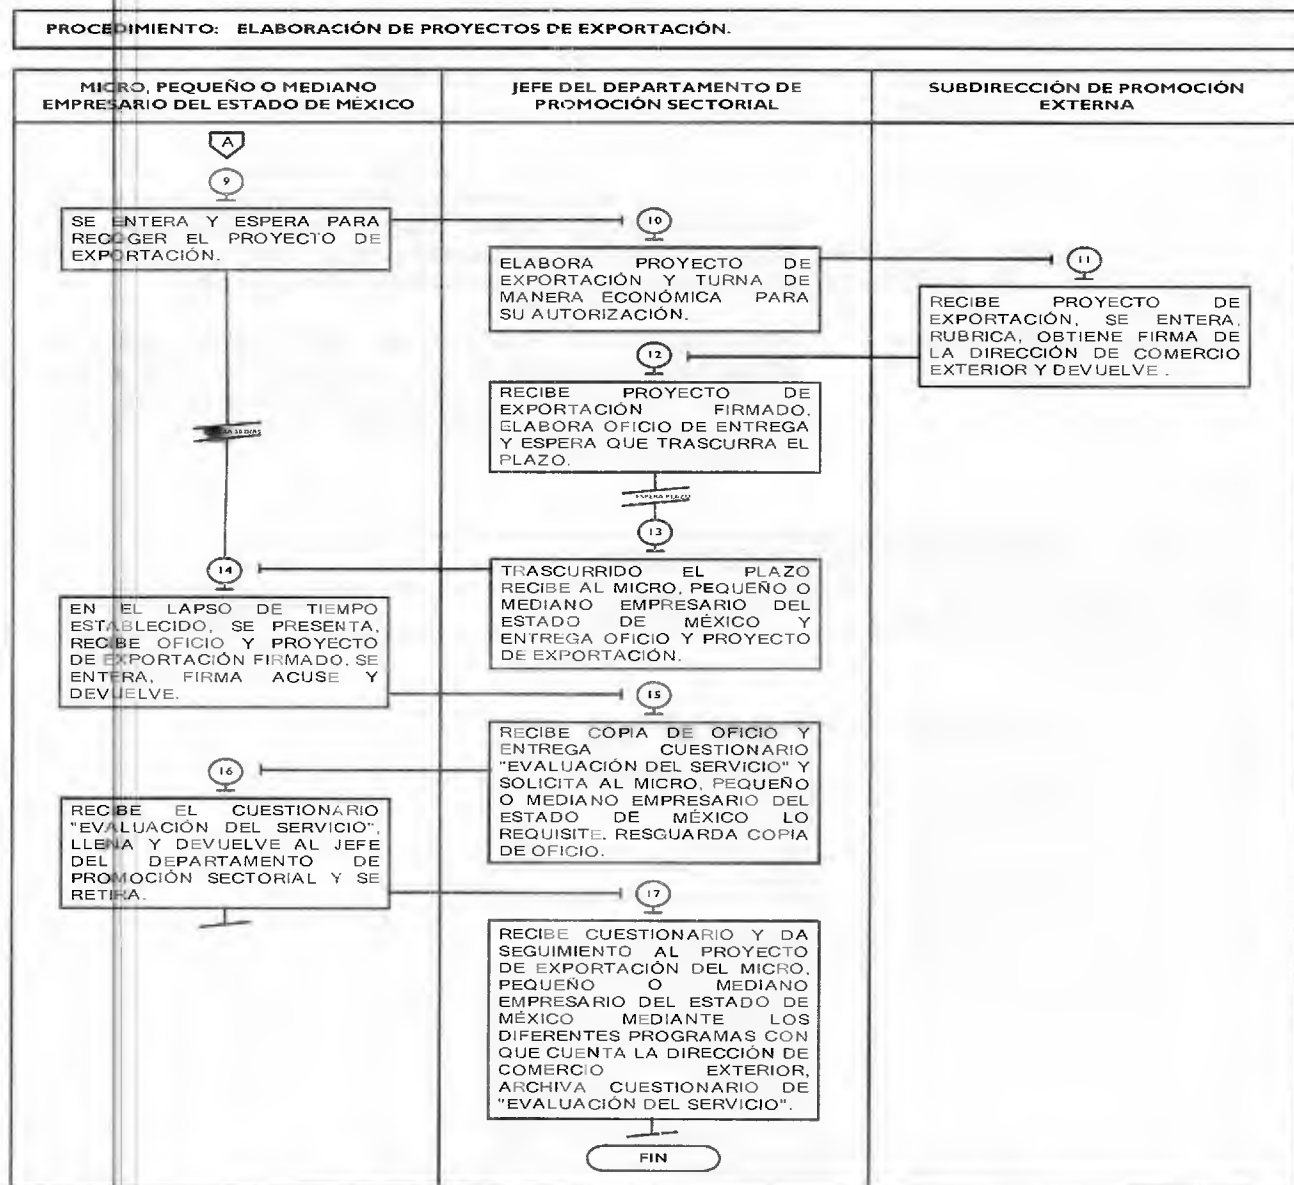 PROCEDIMIENTO: ELABORACIÓN DE PROYECTOS DE EXPORTACIÓN.
MICRO, PEQUEÑO O MEDIANO
EMPRESARIO DEL ESTADO DE MÉXICO
JEFE DEL DEPARTAMENTO DE
PROMOCIÓN SECTORIAL
SUBDIRECCIÓN DE PROMOCIÓN
EXTERNA
A
9
SE ENTERA Y ESPERA PARA
RECOGER EL PROYECTO DE
EXPORTACIÓN.
10
ELABORA PROYECTO DE
EXPORTACIÓN Y TURNA DE
MANERA ECONÓMICA PARA
SU AUTORIZACIÓN.
11
RECIBE PROYECTO DE
EXPORTACIÓN, SE ENTERA,
RUBRICA, OBTIENE FIRMA DE
LA DIRECCIÓN DE COMERCIO
EXTERIOR Y DEVUELVE .
12
RECIBE PROYECTO DE
EXPORTACIÓN FIRMADO,
ELABORA OFICIO DE ENTREGA
Y ESPERA QUE TRASCURRA EL
PLAZO.
ESPERA PLAZO
13
TRASCURRIDO EL PLAZO
RECIBE AL MICRO, PEQUEÑO O
MEDIANO EMPRESARIO DEL
ESTADO DE MÉXICO Y
ENTREGA OFICIO Y PROYECTO
DE EXPORTACIÓN.
14
EN EL LAPSO DE TIEMPO
ESTABLECIDO, SE PRESENTA,
RECIBE OFICIO Y PROYECTO
DE EXPORTACIÓN FIRMADO, SE
ENTERA, FIRMA ACUSE Y
DEVUELVE.
15
RECIBE COPIA DE OFICIO Y
ENTREGA CUESTIONARIO
"EVALUACIÓN DEL SERVICIO" Y
SOLICITA AL MICRO, PEQUEÑO
O MEDIANO EMPRESARIO DEL
ESTADO DE MÉXICO LO
REQUISITE. RESGUARDA COPIA
DE OFICIO.
16
RECIBE EL CUESTIONARIO
"EVALUACIÓN DEL SERVICIO",
LLENA Y DEVUELVE AL JEFE
DEL DEPARTAMENTO DE
PROMOCIÓN SECTORIAL Y SE
RETIRA.
17
RECIBE CUESTIONARIO Y DA
SEGUIMIENTO AL PROYECTO
DE EXPORTACIÓN DEL MICRO,
PEQUEÑO O MEDIANO
EMPRESARIO DEL ESTADO DE
MÉXICO MEDIANTE LOS
DIFERENTES PROGRAMAS CON
QUE CUENTA LA DIRECCIÓN DE
COMERCIO EXTERIOR,
ARCHIVA CUESTIONARIO DE
"EVALUACIÓN DEL SERVICIO".
FIN